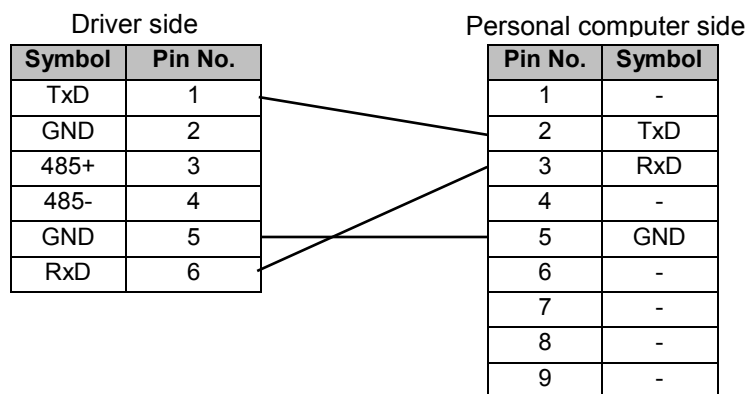 Driver side Personal computer side
Symbol Pin No. Pin No. Symbol
TxD 1 1 -
GND 2 2 TxD
485+ 3 3 RxD
485- 4 4 -
GND 5 5 GND
RxD 6 6 -
7 -
8 -
9 -